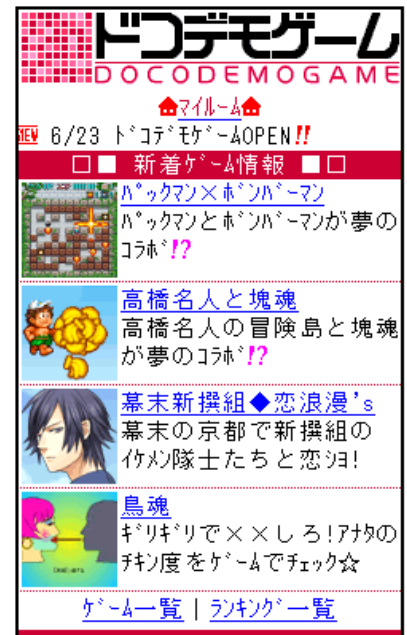 ドコデモゲーム
DOCODEMOGAME
ﾏｲﾙｰﾑ
NEW 6/23 ﾄﾞｺﾃﾞﾓｹﾞｰﾑOPEN!!
□■ 新着ｹﾞｰﾑ情報 ■□
ﾊﾟｯｸﾏﾝ×ﾎﾞﾝﾊﾞｰﾏﾝ
ﾊﾟｯｸﾏﾝとﾎﾞﾝﾊﾞｰﾏﾝが夢の
ｺﾗﾎﾞ!?
高橋名人と塊魂
高橋名人の冒険島と塊魂
が夢のｺﾗﾎﾞ!?
幕末新撰組◆恋浪漫's
幕末の京都で新撰組の
ｲｹﾒﾝ隊士たちと恋ｼﾖ!
鳥魂
ｷﾞﾘｷﾞﾘで××しろ!ｱﾅﾀの
ﾁｷﾝ度をｹﾞｰﾑでﾁｪｯｸ☆
ｹﾞｰﾑ一覧 | ﾗﾝｷﾝｸﾞ一覧